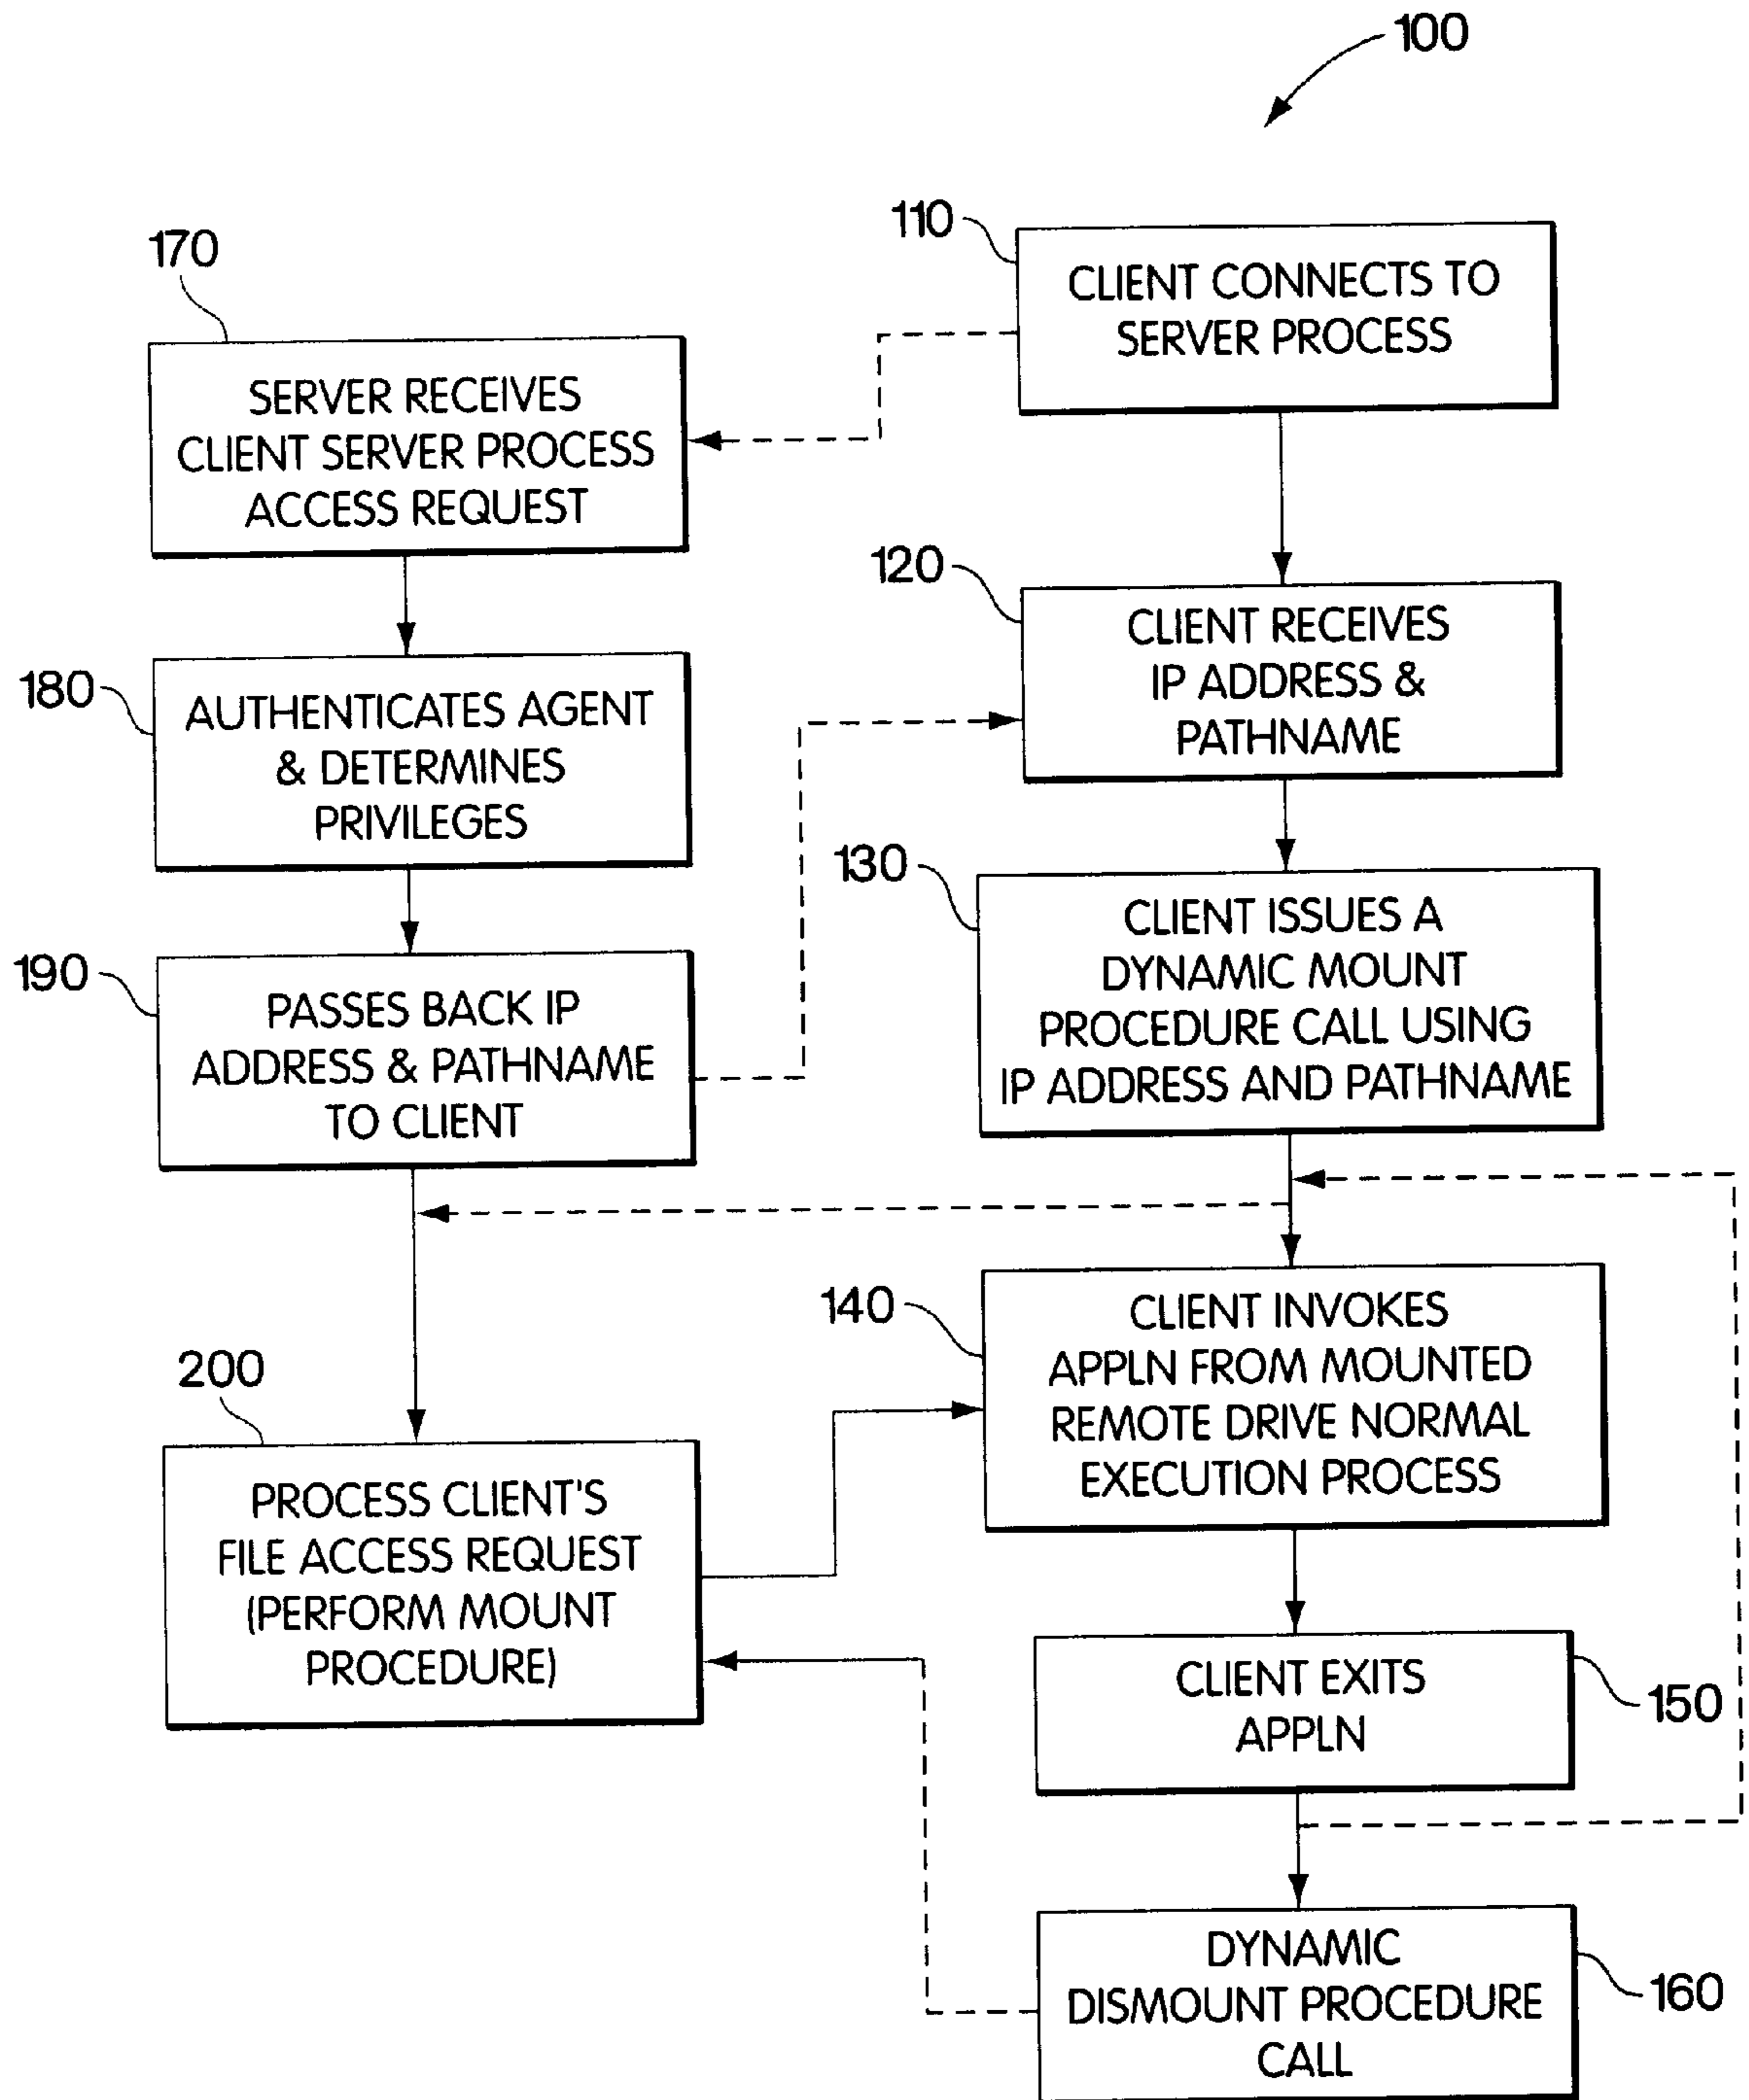 100
110
CLIENT CONNECTS TO
SERVER PROCESS
170
SERVER RECEIVES
CLIENT SERVER PROCESS
ACCESS REQUEST
120
CLIENT RECEIVES
IP ADDRESS &
PATHNAME
180
AUTHENTICATES AGENT
& DETERMINES
PRIVILEGES
130
CLIENT ISSUES A
DYNAMIC MOUNT
PROCEDURE CALL USING
IP ADDRESS AND PATHNAME
190
PASSES BACK IP
ADDRESS & PATHNAME
TO CLIENT
140
CLIENT INVOKES
APPLN FROM MOUNTED
REMOTE DRIVE NORMAL
EXECUTION PROCESS
200
PROCESS CLIENT'S
FILE ACCESS REQUEST
(PERFORM MOUNT
PROCEDURE)
CLIENT EXITS
APPLN
150
DYNAMIC
DISMOUNT PROCEDURE
CALL
160